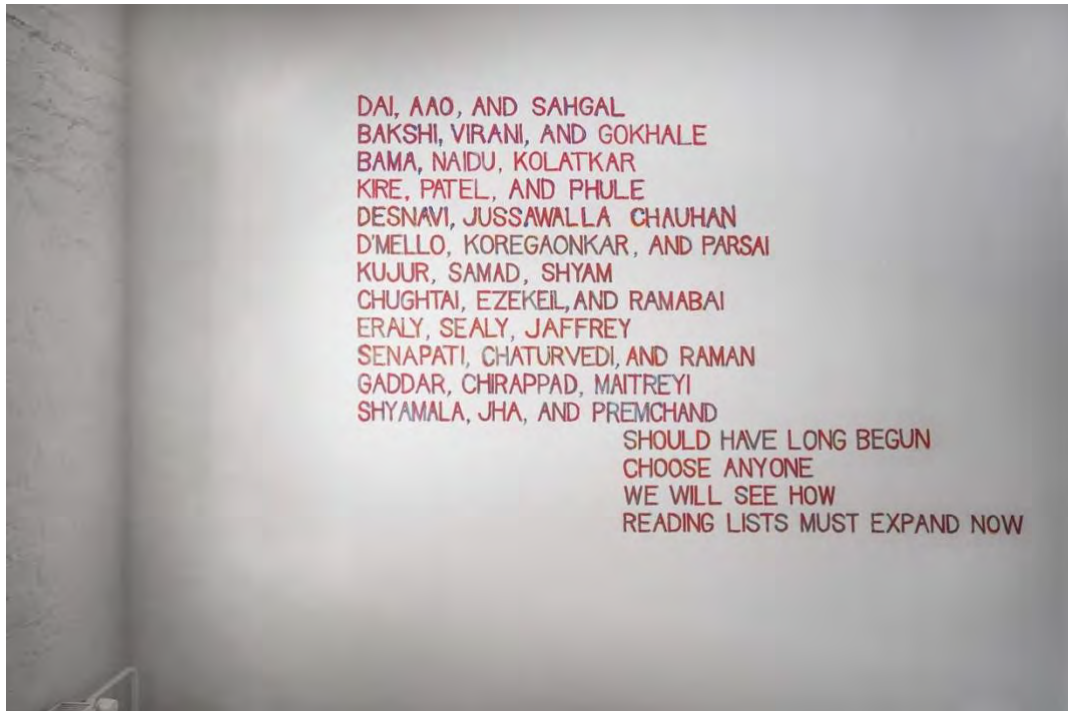 DAI, AAO, AND SAHGAL
BAKSHI, VIRANI, AND GOKHALE
BAMA, NAIDU, KOLATKAR
KIRE, PATEL, AND PHULE
DESNAVI, JUSSAWALLA CHAUHAN
D'MELLO, KOREGAONKAR, AND PARSAI
KUJUR, SAMAD, SHYAM
CHUGHTAI, EZEKEIL, AND RAMABAI
ERALY, SEALY, JAFFREY
SENAPATI, CHATURVEDI, AND RAMAN
GADDAR, CHIRAPPAD, MAITREYI
SHYAMALA, JHA, AND PREMCHAND
SHOULD HAVE LONG BEGUN
CHOOSE ANYONE
WE WILL SEE HOW
READING LISTS MUST EXPAND NOW